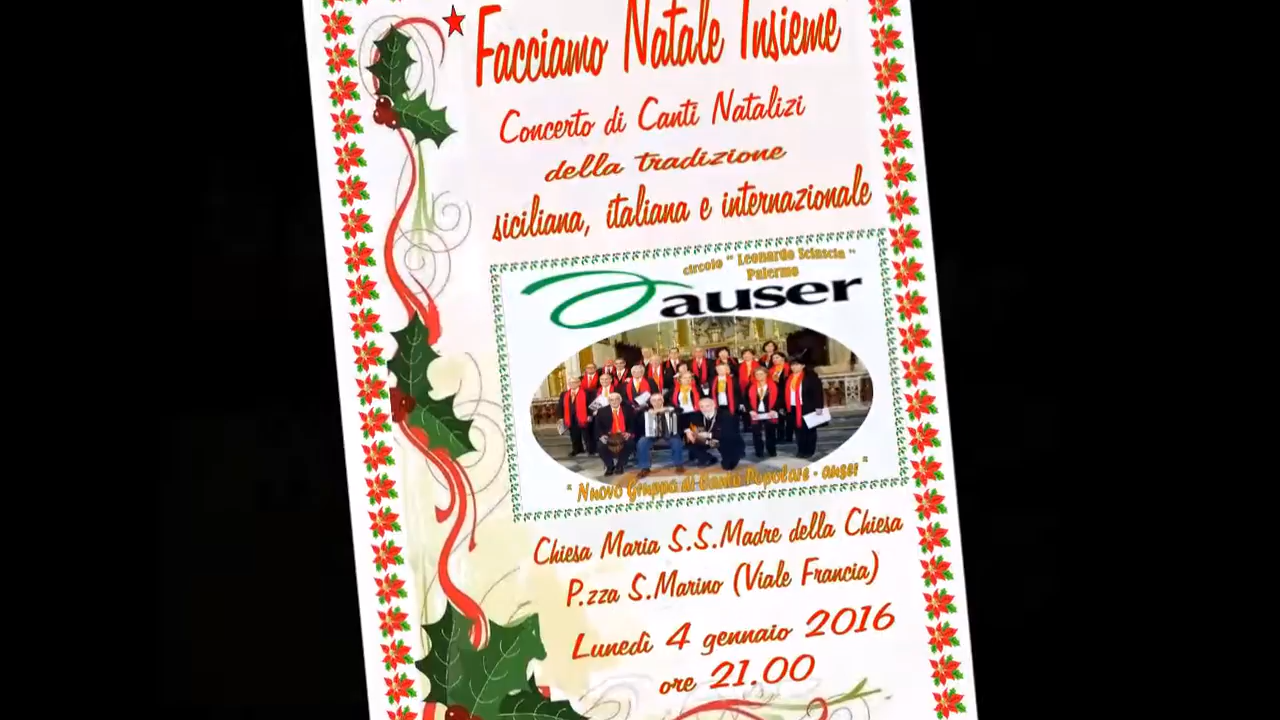 "Facciamo Natale Insieme"
Concerto di Canti Natalizi
della tradizione
siciliana, italiana e internazionale
circolo " Leonardo Sciascia "
Palermo
auser
" Nuovo Gruppo di Canto Popolare - auser "
Chiesa Maria S.S.Madre della Chiesa
P.zza S.Marino (Viale Francia)
Lunedì 4 gennaio 2016
ore 21.00